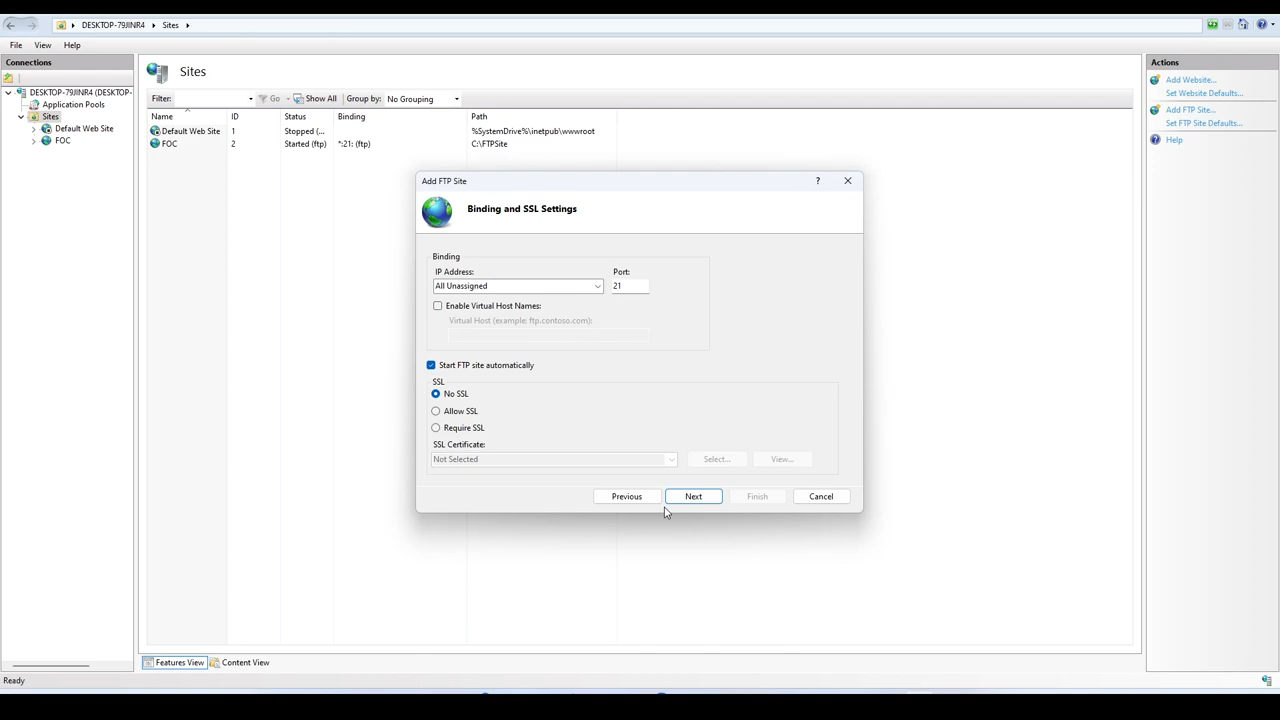 DESKTOP-79JINR4 Sites
File View Help
Connections
DESKTOP-79JINR4 (DESKTOP-
Application Pools
Sites
Default Web Site
FOC
Sites
Filter: Go Show All Group by: No Grouping
Name ID Status Binding Path
Default Web Site 1 Stopped (... %SystemDrive%\inetpub\wwwroot
FOC 2 Started (ftp) *:21: (ftp) C:\FTPSite
Add FTP Site ?
Binding and SSL Settings
Binding
IP Address: Port:
All Unassigned 21
Enable Virtual Host Names:
Virtual Host (example: ftp.contoso.com):
Start FTP site automatically
SSL
No SSL
Allow SSL
Require SSL
SSL Certificate:
Not Selected Select... View...
Previous Next Finish Cancel
Actions
Add Website...
Set Website Defaults...
Add FTP Site...
Set FTP Site Defaults...
Help
Features View Content View
Ready